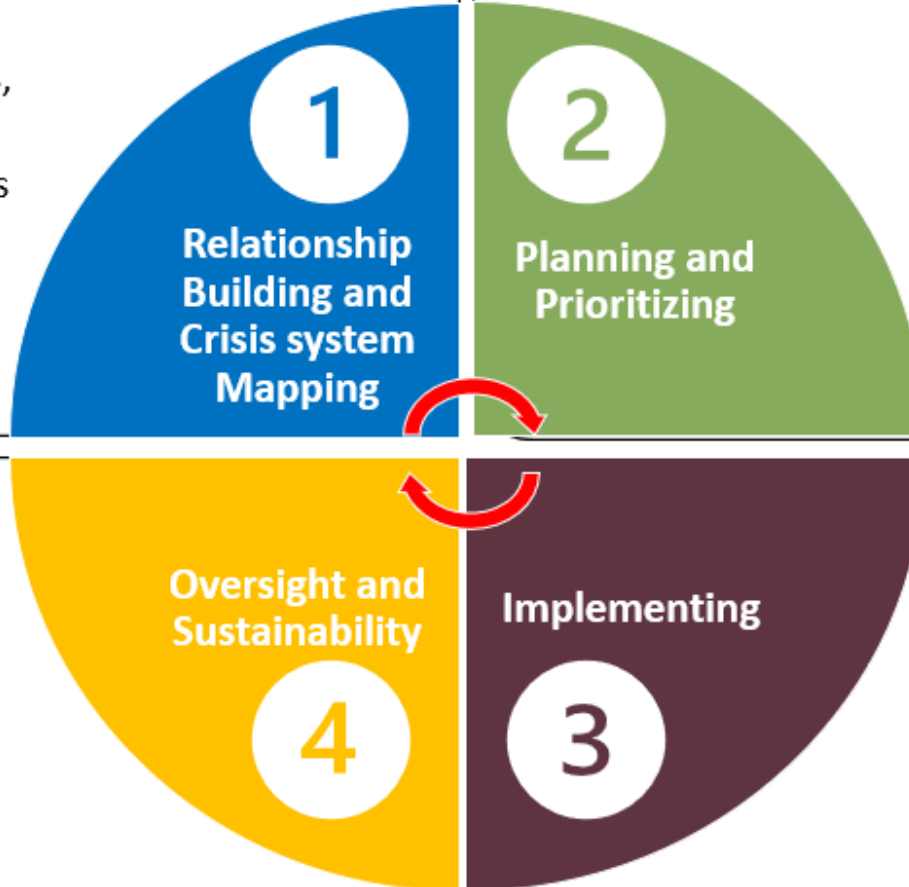 1
Relationship
Building and
Crisis system
Mapping
2
Planning and
Prioritizing
Oversight and
Sustainability
4
Implementing
3